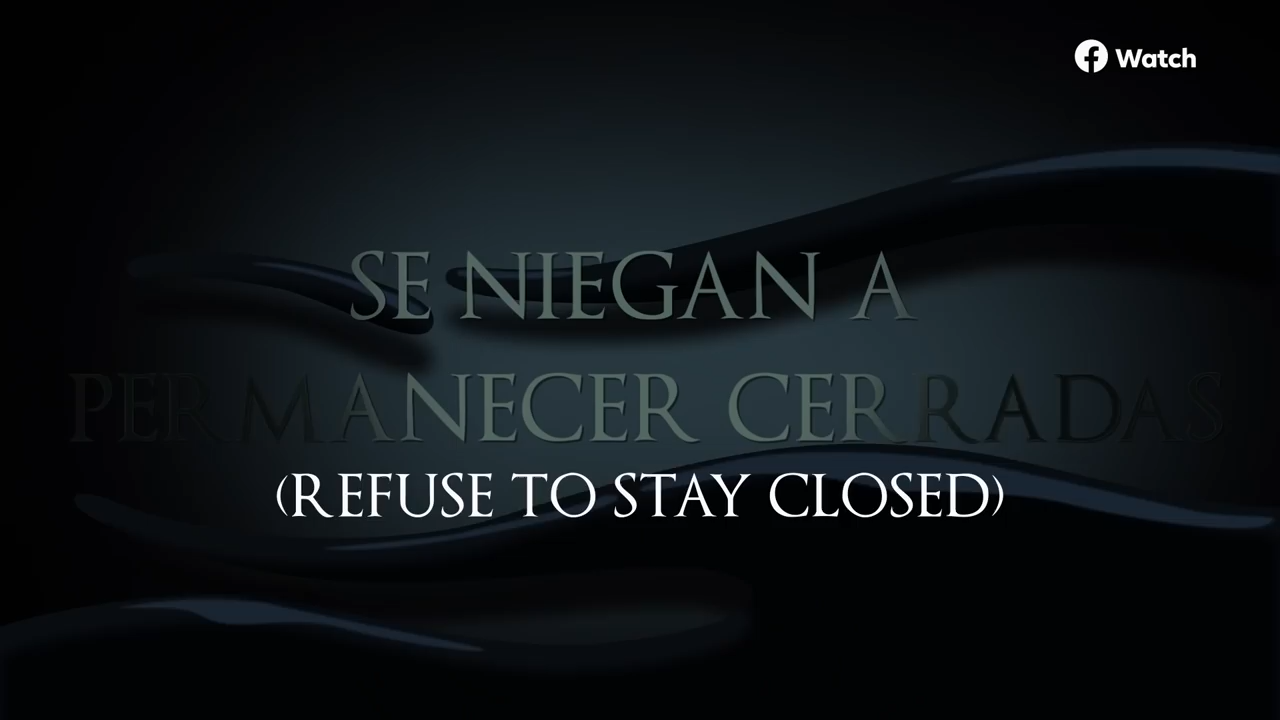 Watch
SE NIEGAN A
PERMANECER CERRADAS
(REFUSE TO STAY CLOSED)